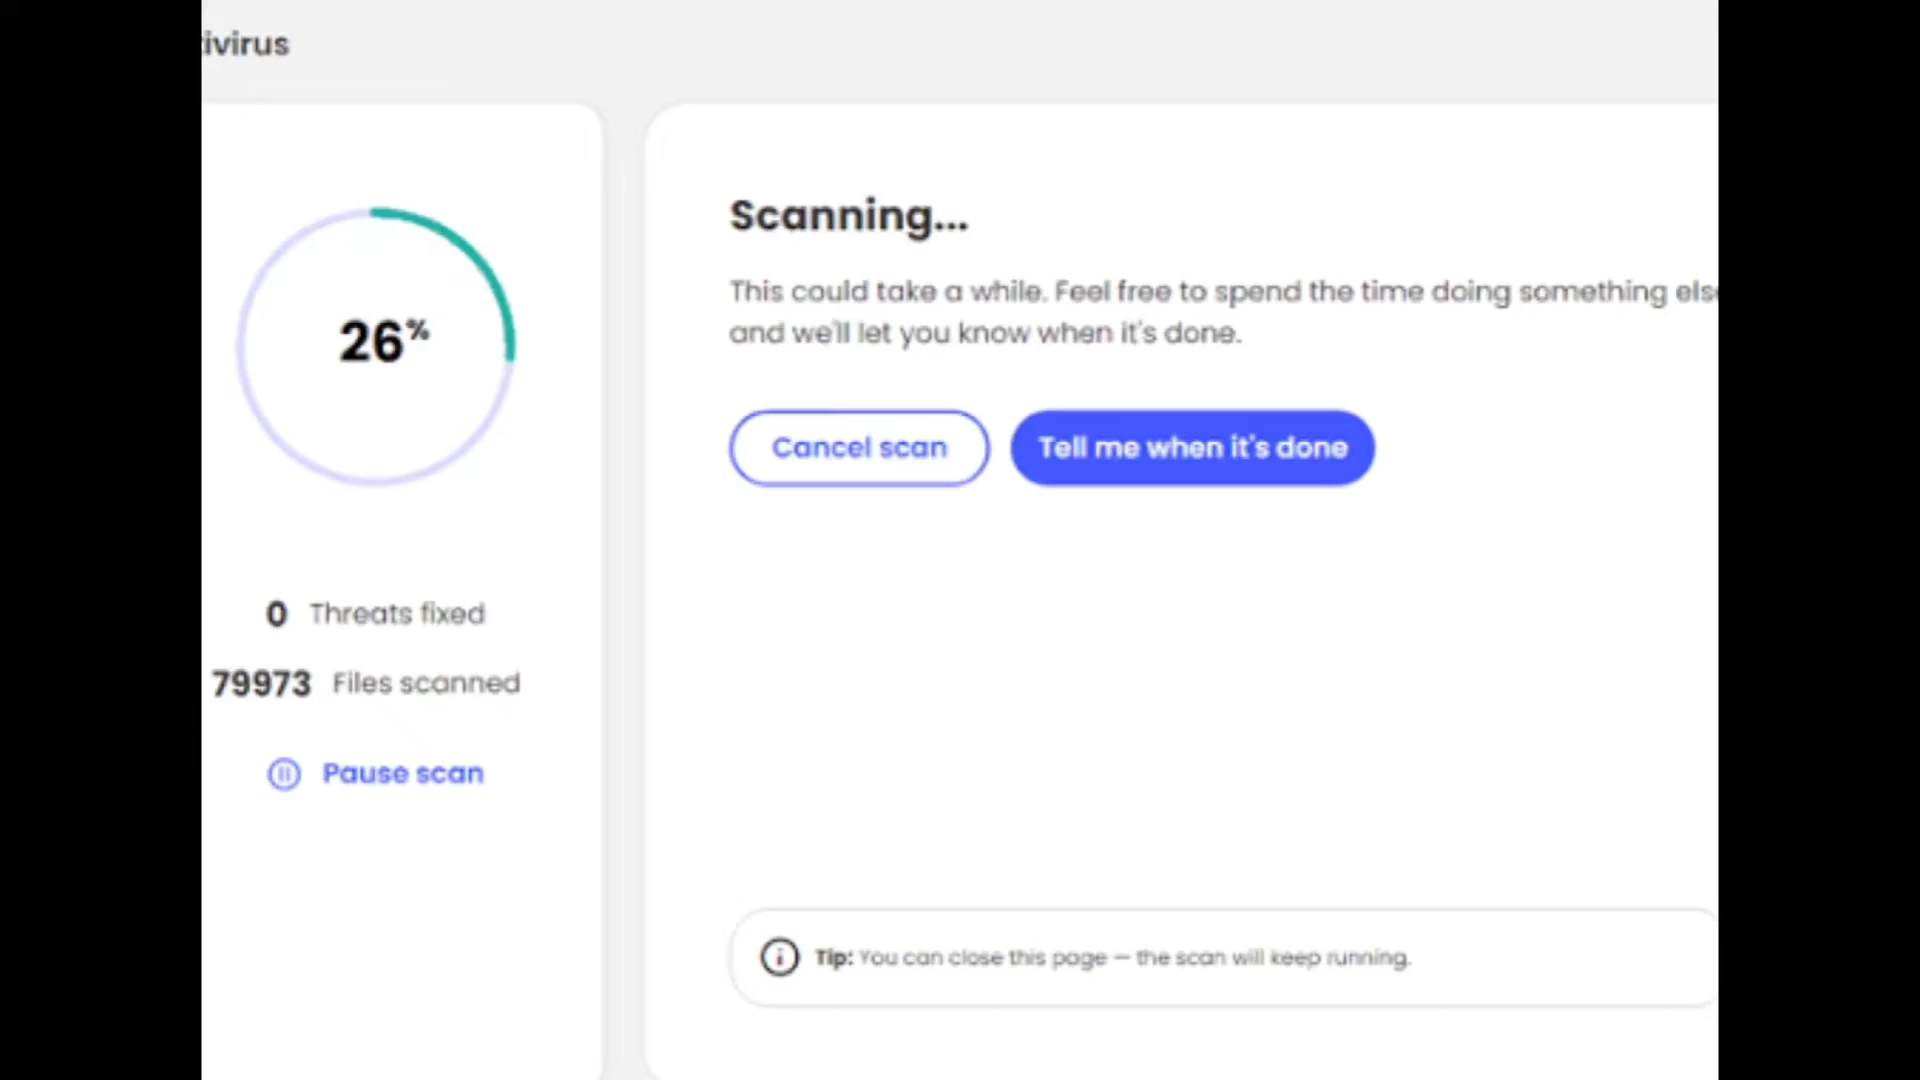 ivirus
26%
0 Threats fixed
79973 Files scanned
Pause scan
Scanning...
This could take a while. Feel free to spend the time doing something els
and we'll let you know when it's done.
Cancel scan
Tell me when it's done
Tip: You can close this page — the scan will keep running.